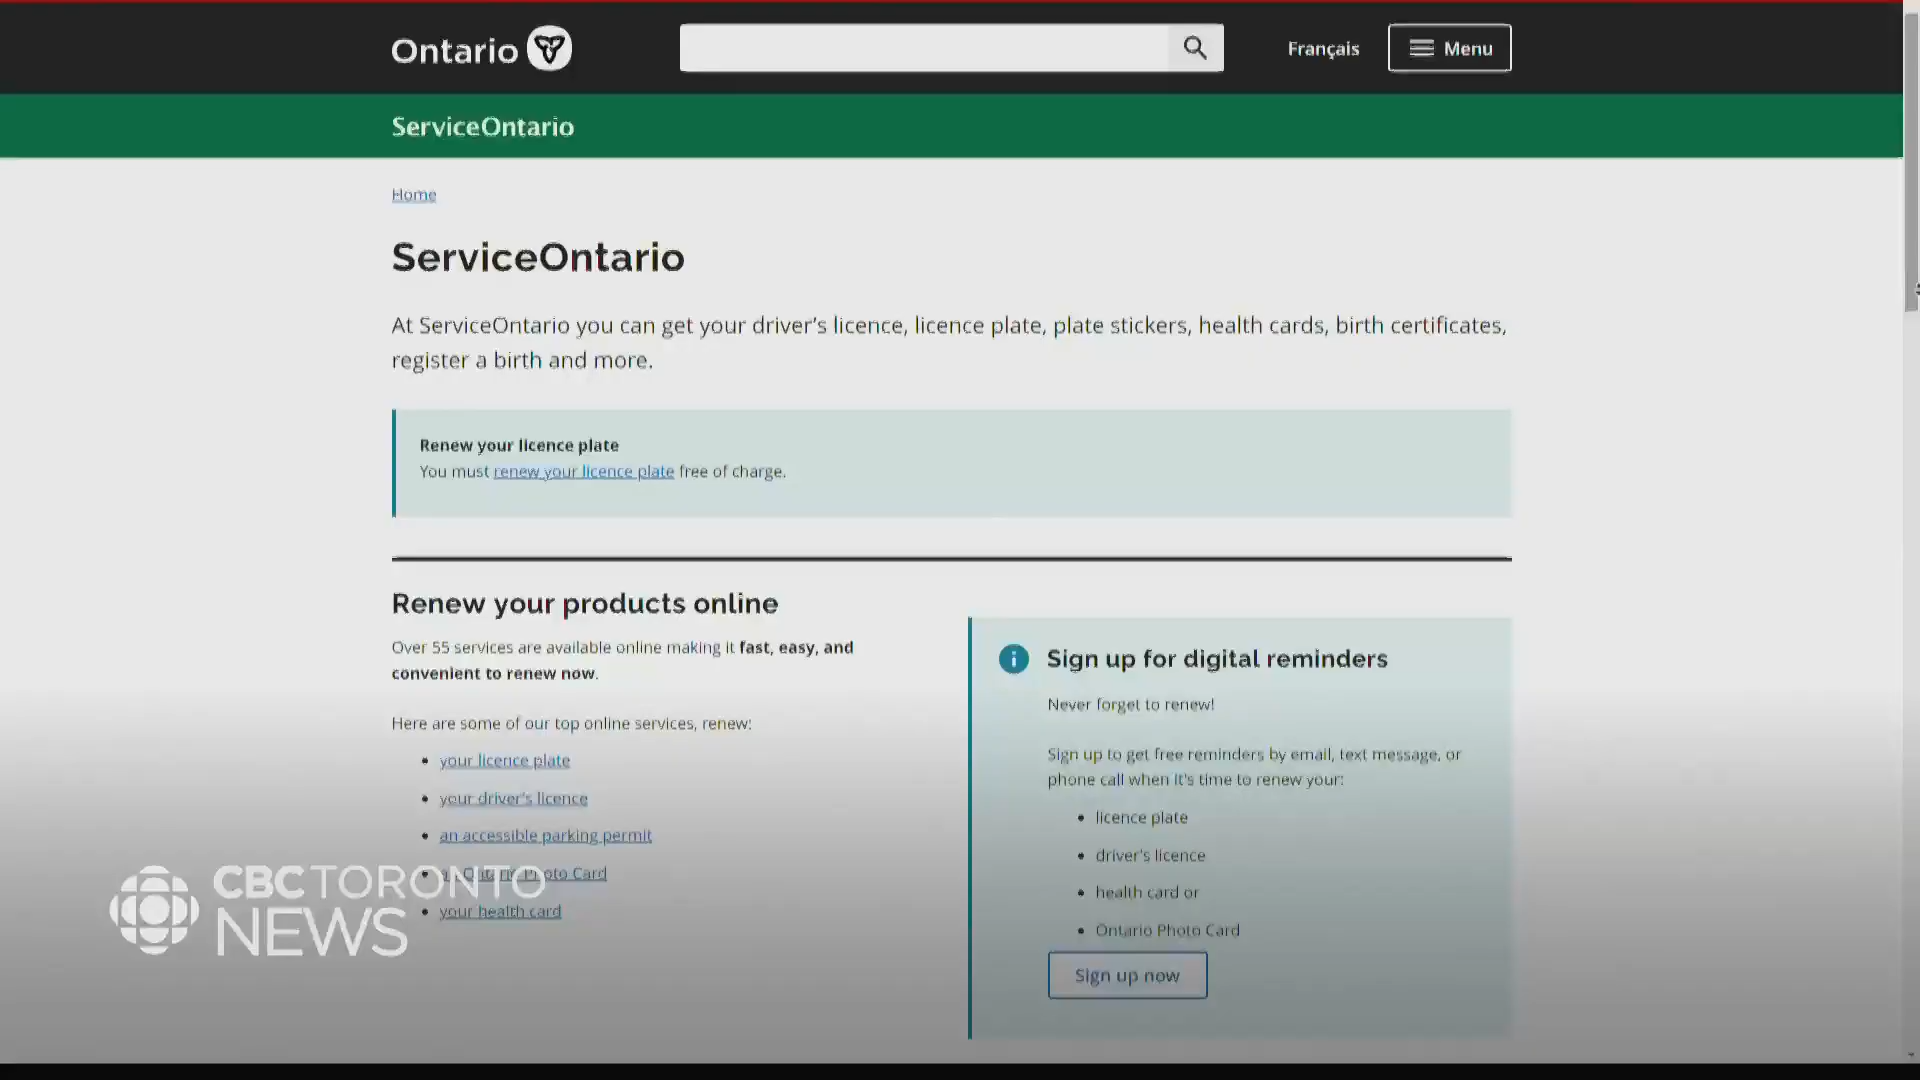 Ontario
Français
Menu
ServiceOntario
Home
ServiceOntario
At ServiceOntario you can get your driver's licence, licence plate, plate stickers, health cards, birth certificates,
register a birth and more.
Renew your licence plate
You must renew your licence plate free of charge.
Renew your products online
Over 55 services are available online making it fast, easy, and
convenient to renew now.
Here are some of our top online services, renew:
• your licence plate
• your driver's licence
• an accessible parking permit
• an Ontario Photo Card
• your health card
i Sign up for digital reminders
Never forget to renew!
Sign up to get free reminders by email, text message, or
phone call when it's time to renew your:
• licence plate
• driver's licence
• health card or
• Ontario Photo Card
Sign up now
CBC TORONTO
NEWS